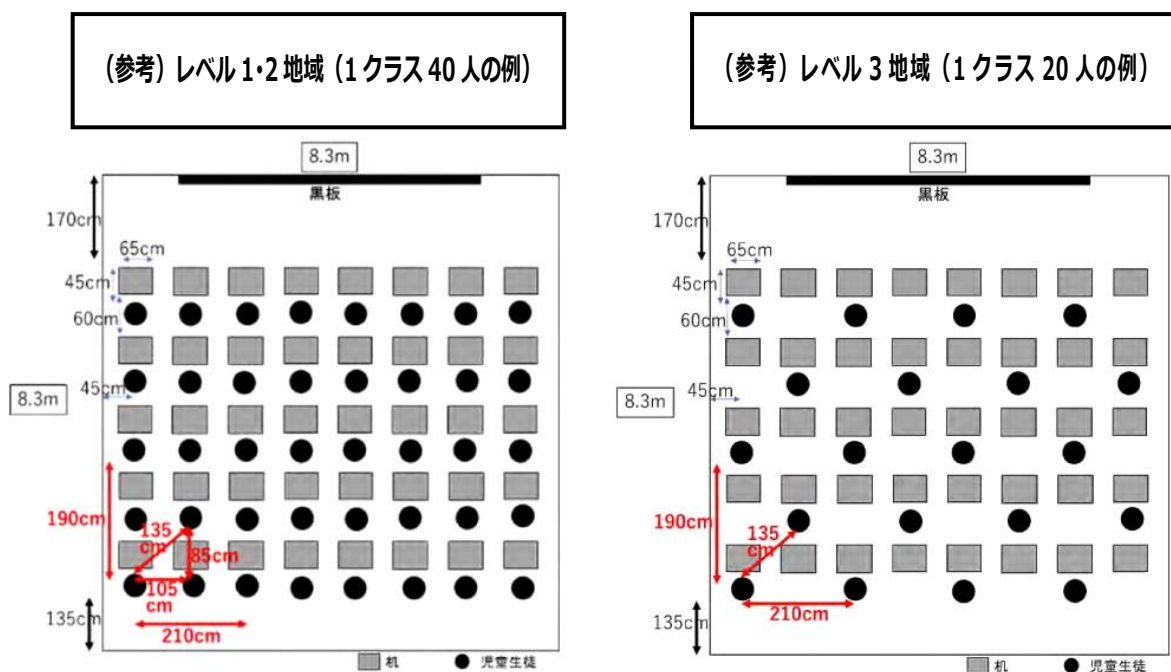 （参考）レベル1・2地域（1クラス40人の例）
8.3m
黒板
170cm
65cm
45cm
60cm
45cm
8.3m
190cm
135
cm
85cm
105
cm
135cm
210cm
机
児童生徒
（参考）レベル3地域（1クラス20人の例）
8.3m
黒板
170cm
65cm
45cm
60cm
45cm
8.3m
190cm
135
cm
210cm
135cm
机
児童生徒